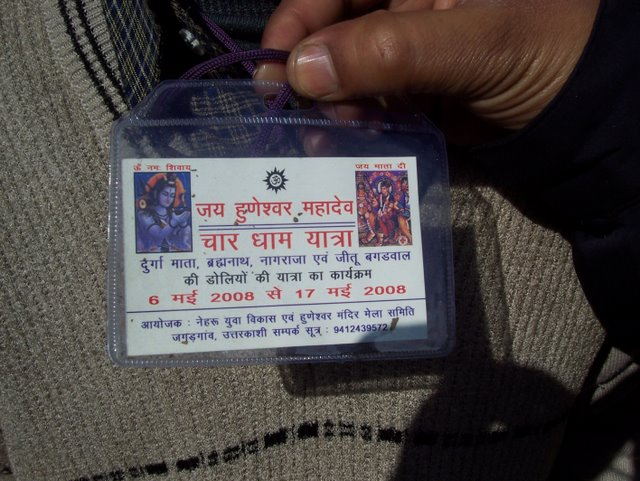 ॐ नमः शिवाय
जय माता दी
ॐ
जय हुणेश्वर महादेव
चार धाम यात्रा
दुर्गा माता, ब्रह्मनाथ, नागराजा एवं जीतू बगडवाल
की डोलियों की यात्रा का कार्यक्रम
6 मई 2008 से 17 मई 2008
आयोजक : नेहरू युवा विकास एवं हुणेश्वर मंदिर मेला समिति
जगुड़गांव, उत्तरकाशी सम्पर्क सूत्र : 9412439572